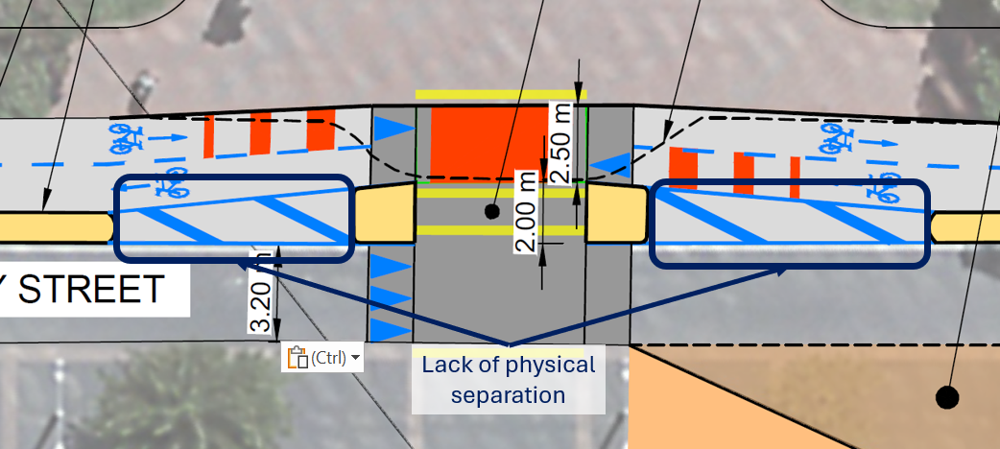 2.50 m
2.00 m
Y STREET
3.20 m
(Ctrl)
Lack of physical
separation